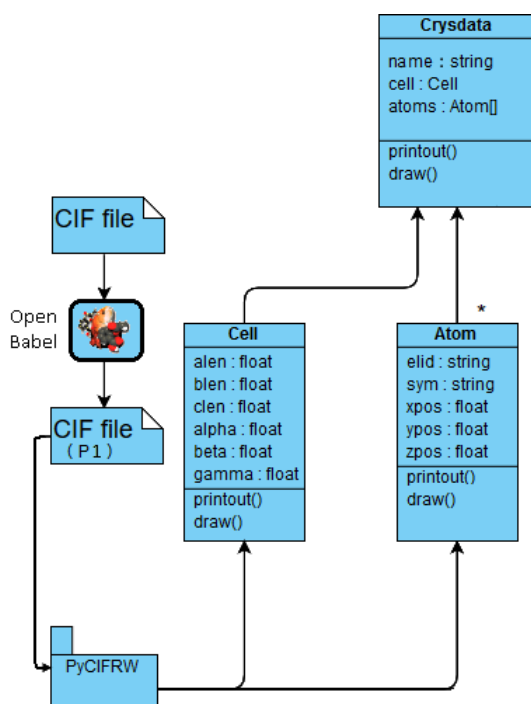 Crysdata
name : string
cell : Cell
atoms : Atom[]
printout()
draw()
CIF file
Open
Babel
CIF file
(P1)
Cell
alen : float
blen : float
clen : float
alpha : float
beta : float
gamma : float
printout()
draw()
*
Atom
elid : string
sym : string
xpos : float
ypos : float
zpos : float
printout()
draw()
PyCIFRW